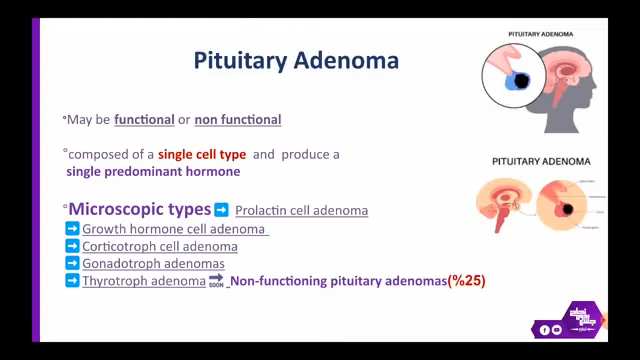 PITUITARY ADENOMA
Pituitary Adenoma
°May be functional or non functional
°composed of a single cell type and produce a
single predominant hormone
PITUITARY ADENOMA
°Microscopic types ➡ Prolactin cell adenoma
➡ Growth hormone cell adenoma
➡ Corticotroph cell adenoma
➡ Gonadotroph adenomas
➡ Thyrotroph adenoma SOON Non-functioning pituitary adenomas(%25)